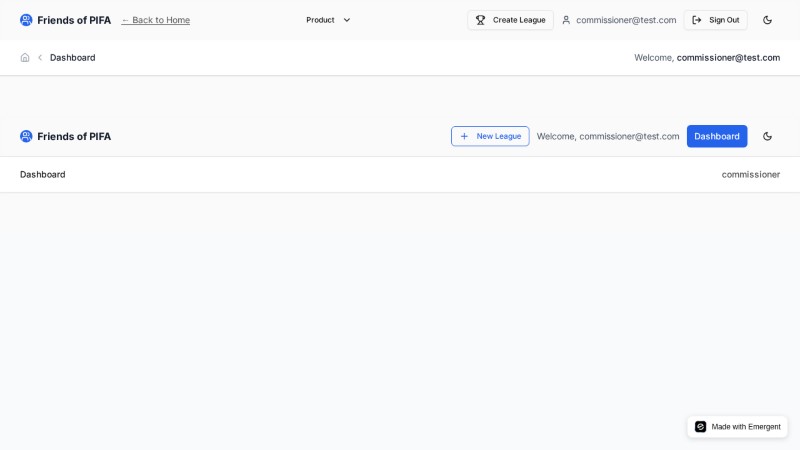 Friends of PIFA ← Back to Home Product Create League commissioner@test.com Sign Out
Dashboard Welcome, commissioner@test.com
Friends of PIFA New League Welcome, commissioner@test.com Dashboard
Dashboard commissioner
Made with Emergent